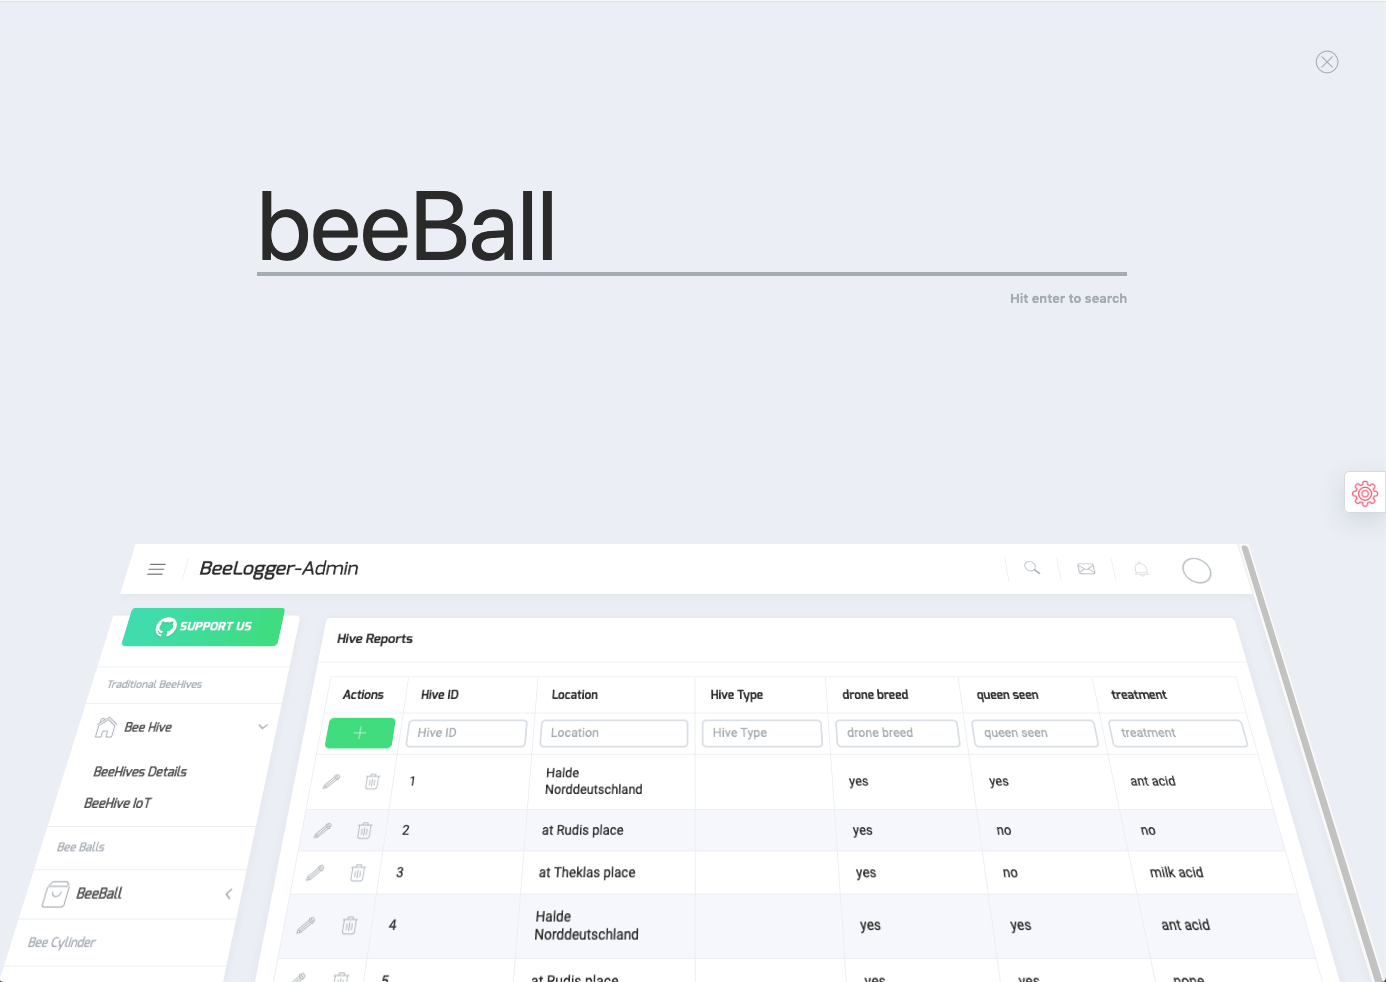 beeBall
Hit enter to search
BeeLogger-Admin
SUPPORT US
Traditional BeeHives
Bee Hive
BeeHives Details
BeeHive IoT
Bee Balls
BeeBall
Bee Cylinder
Hive Reports
Actions Hive ID Location Hive Type drone breed queen seen treatment
Hive ID Location Hive Type drone breed queen seen treatment
1 Halde Norddeutschland yes yes ant acid
2 at Rudis place yes no no
3 at Theklas place yes no milk acid
4 Halde Norddeutschland yes yes ant acid
5 at Rudis place yes yes none